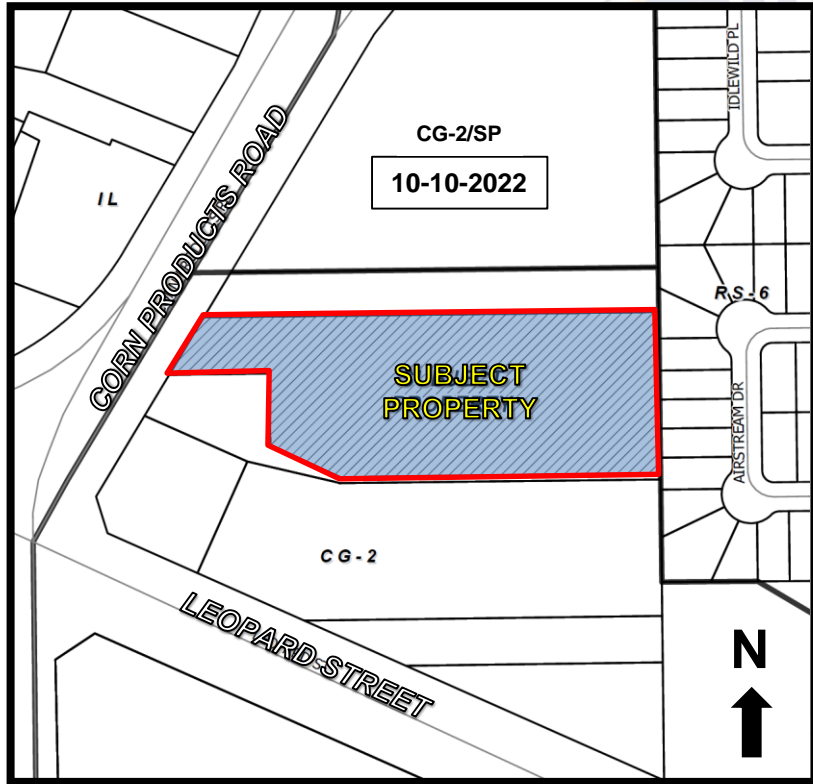 IDLEWILD PL
CG-2/SP
10-10-2022
IL
CORN PRODUCTS ROAD
RS-6
SUBJECT
PROPERTY
AIRSTREAM DR
CG-2
LEOPARD STREET
N